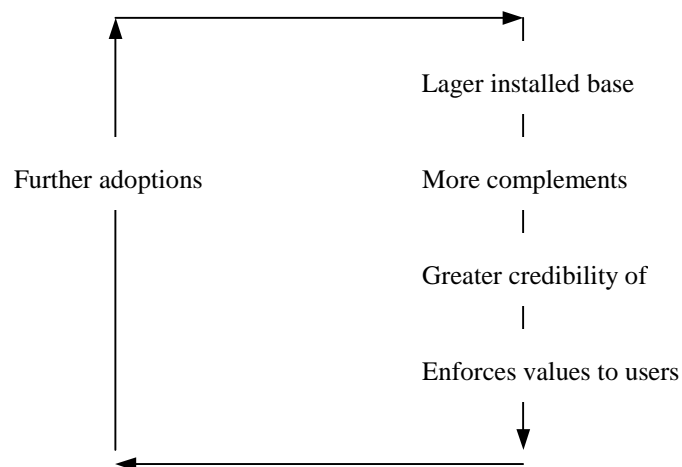 Lager installed base
Further adoptions
More complements
Greater credibility of
Enforces values to users